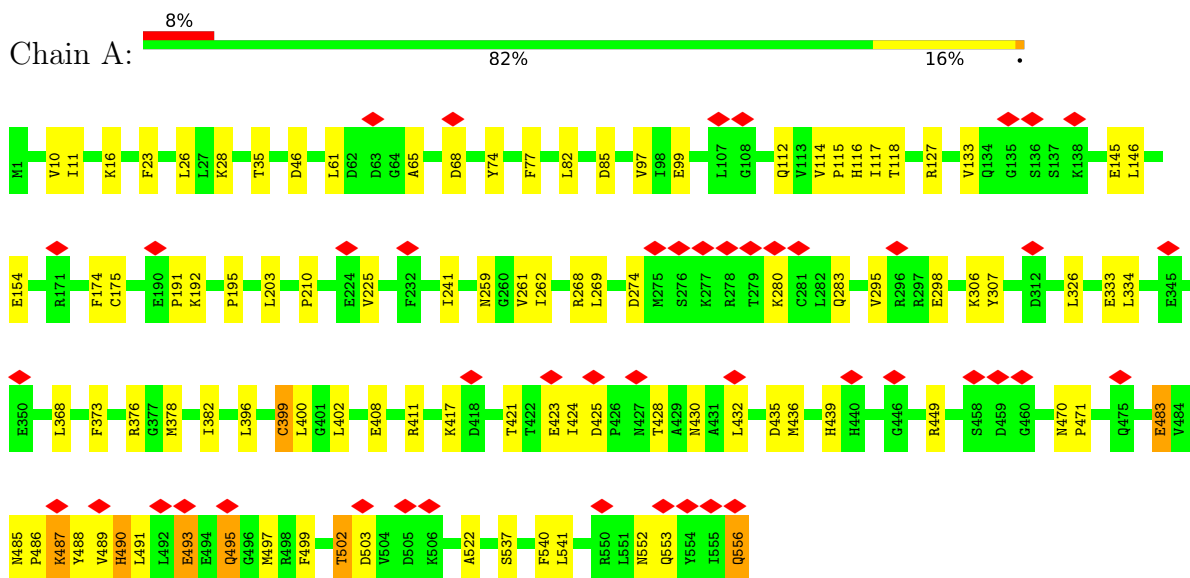 8%
Chain A:
82% 16% •
M1 V10 I11 K16 F23 L26 L27 K28 T35 D46 L61 D62 D63 G64 A65 D68 Y74 F77 L82 D85 V97 I98 E99 L107 G108 Q112 V113 V114 P115 H116 I117 T118 R127 V133 Q134 G135 S136 S137 K138 E145 L146
E154 R171 F174 C175 E190 P191 K192 P195 L203 P210 E224 V225 F232 I241 N259 G260 V261 I262 R268 L269 D274 M275 S276 K277 R278 T279 K280 C281 L282 Q283 V295 R296 R297 E298 K306 Y307 D312 L326 E333 L334 E345
E350 L368 F373 R376 G377 M378 I382 L396 C399 L400 G401 L402 E408 R411 K417 D418 T421 T422 E423 I424 D425 P426 N427 T428 A429 N430 A431 L432 D435 M436 H439 H440 G446 R449 S458 D459 G460 N470 P471 Q475 E483 V484
N485 P486 K487 Y488 V489 H490 L491 L492 E493 E494 Q495 G496 M497 R498 F499 T502 D503 V504 D505 K506 A522 S537 F540 L541 R550 L551 N552 Q553 Y554 I555 Q556